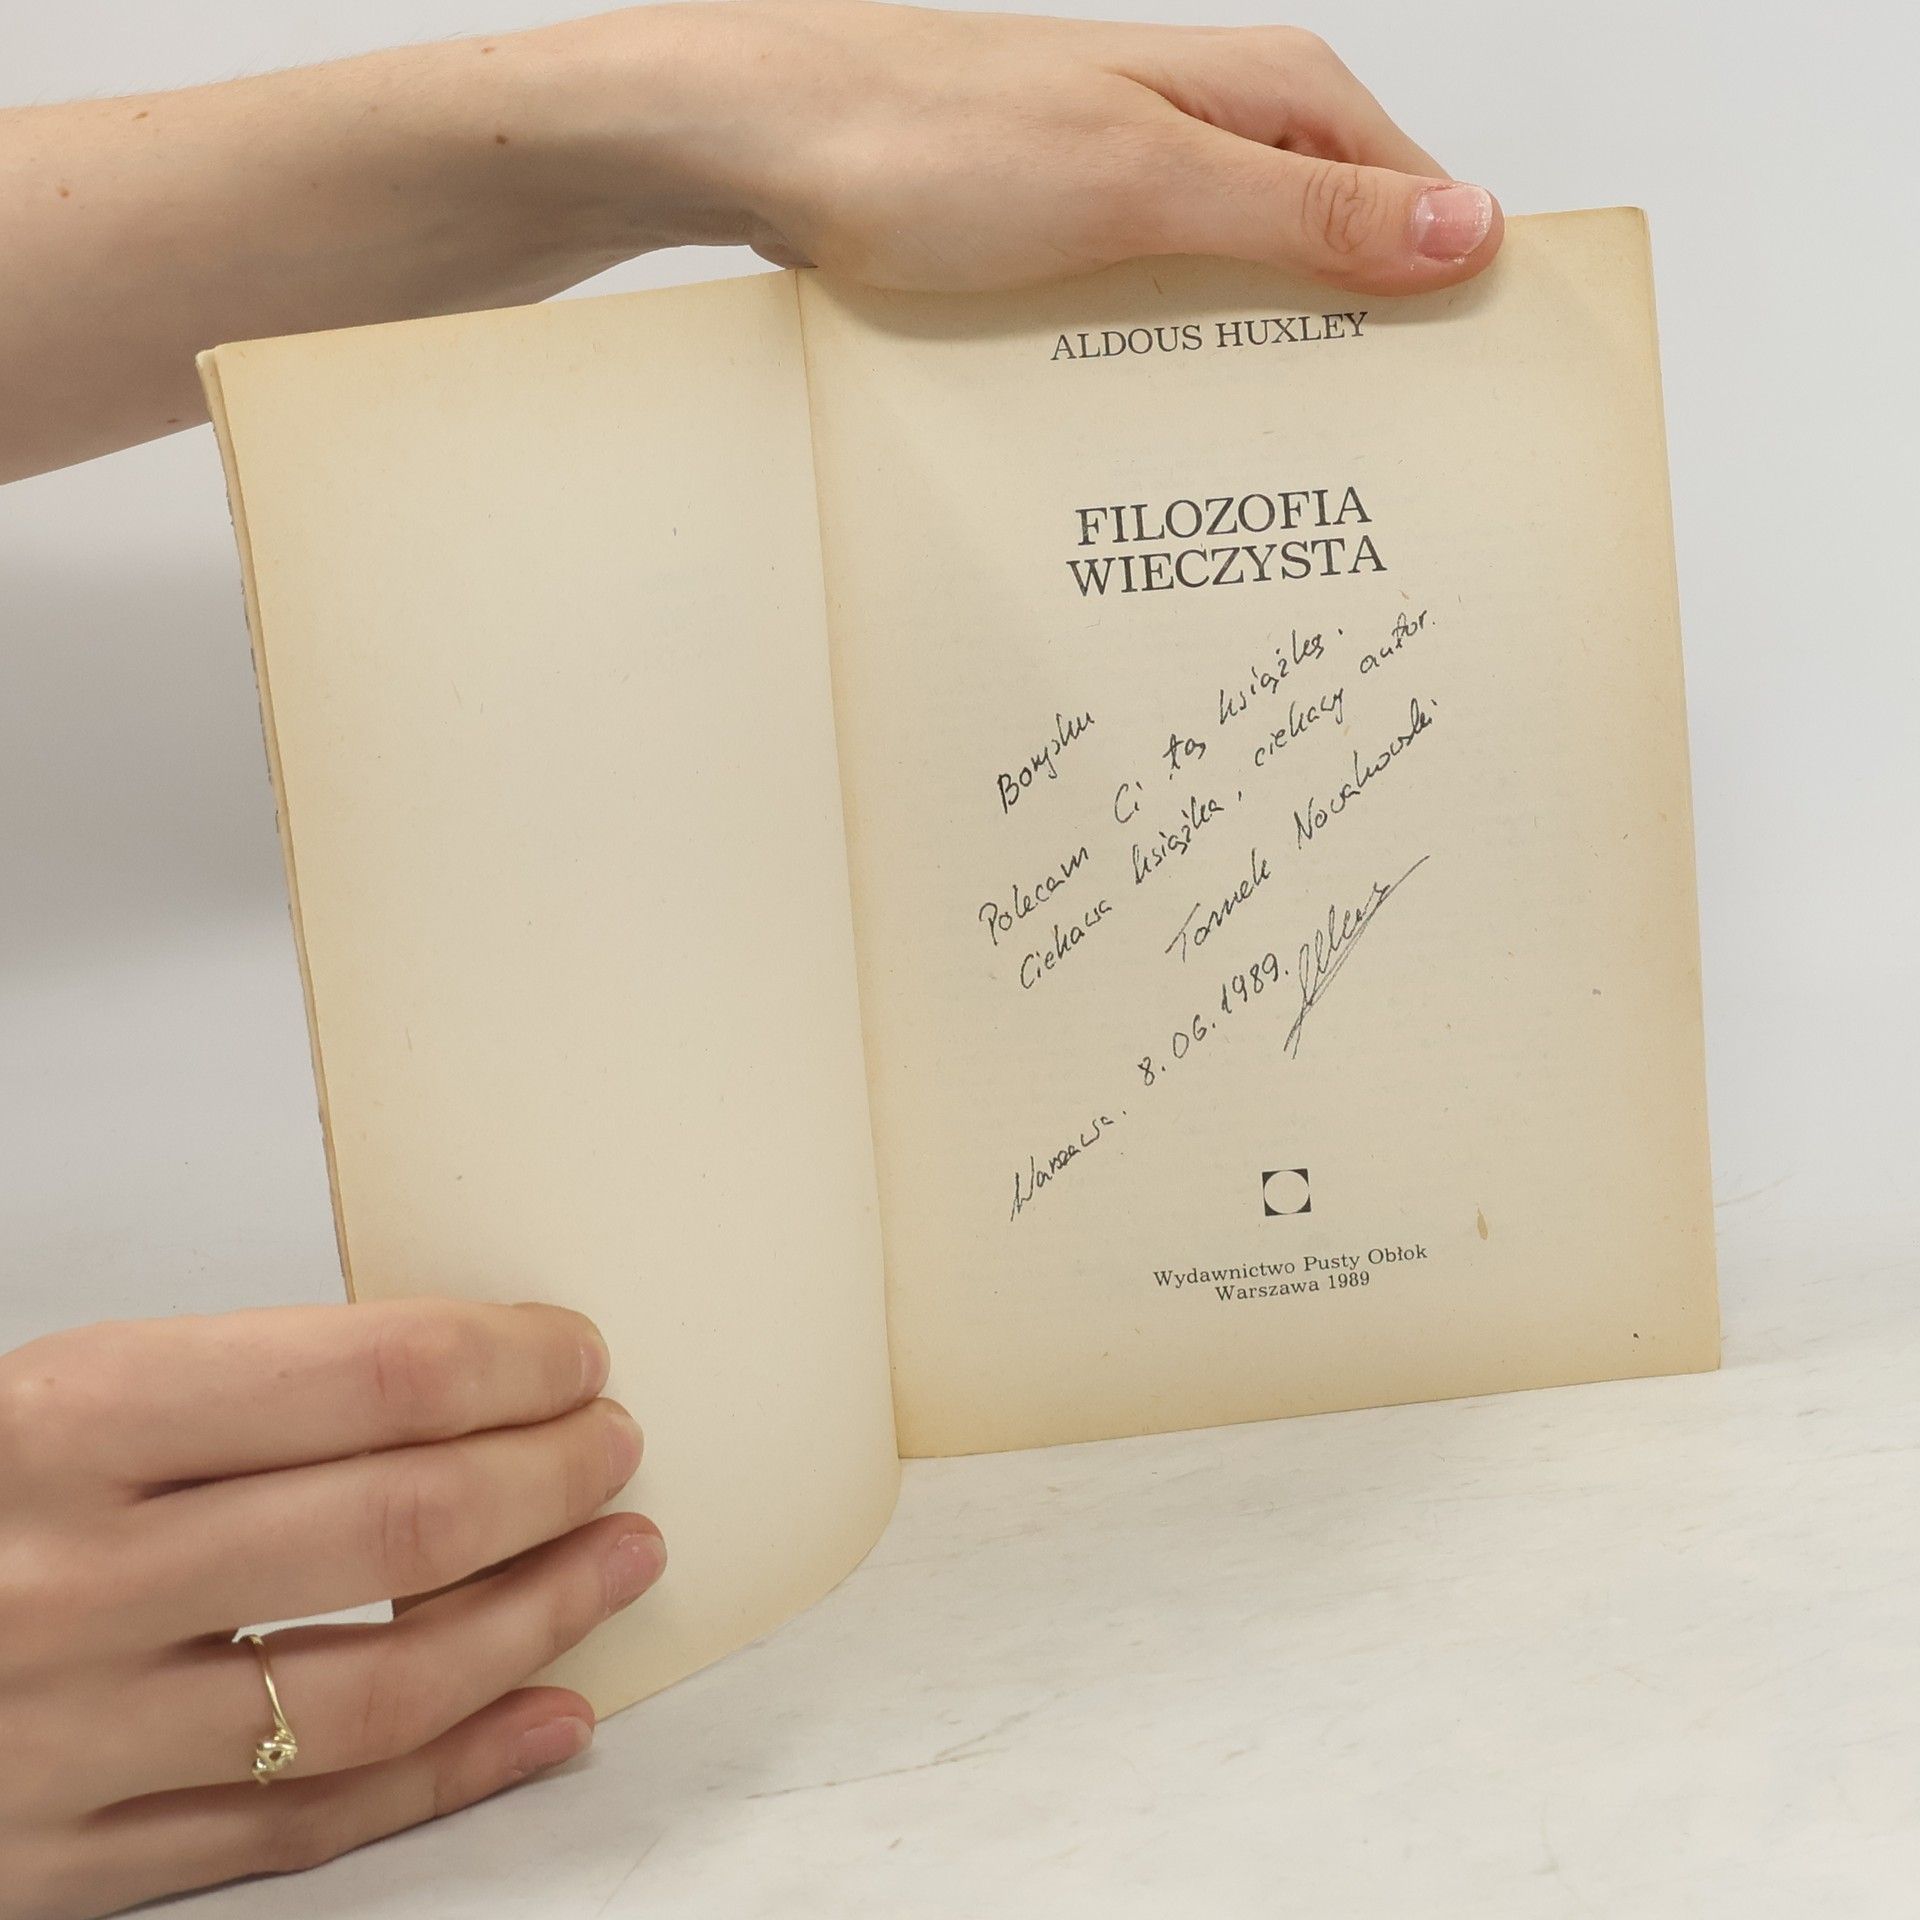 ALDOUS HUXLEY
FILOZOFIA
WIECZYSTA
Borysku
Polecam Ci tą książkę.
Ciekawa książka, ciekawy autor.
Tomek Nowakowski
Warszawa. 8.06.1989.
Wydawnictwo Pusty Obłok
Warszawa 1989